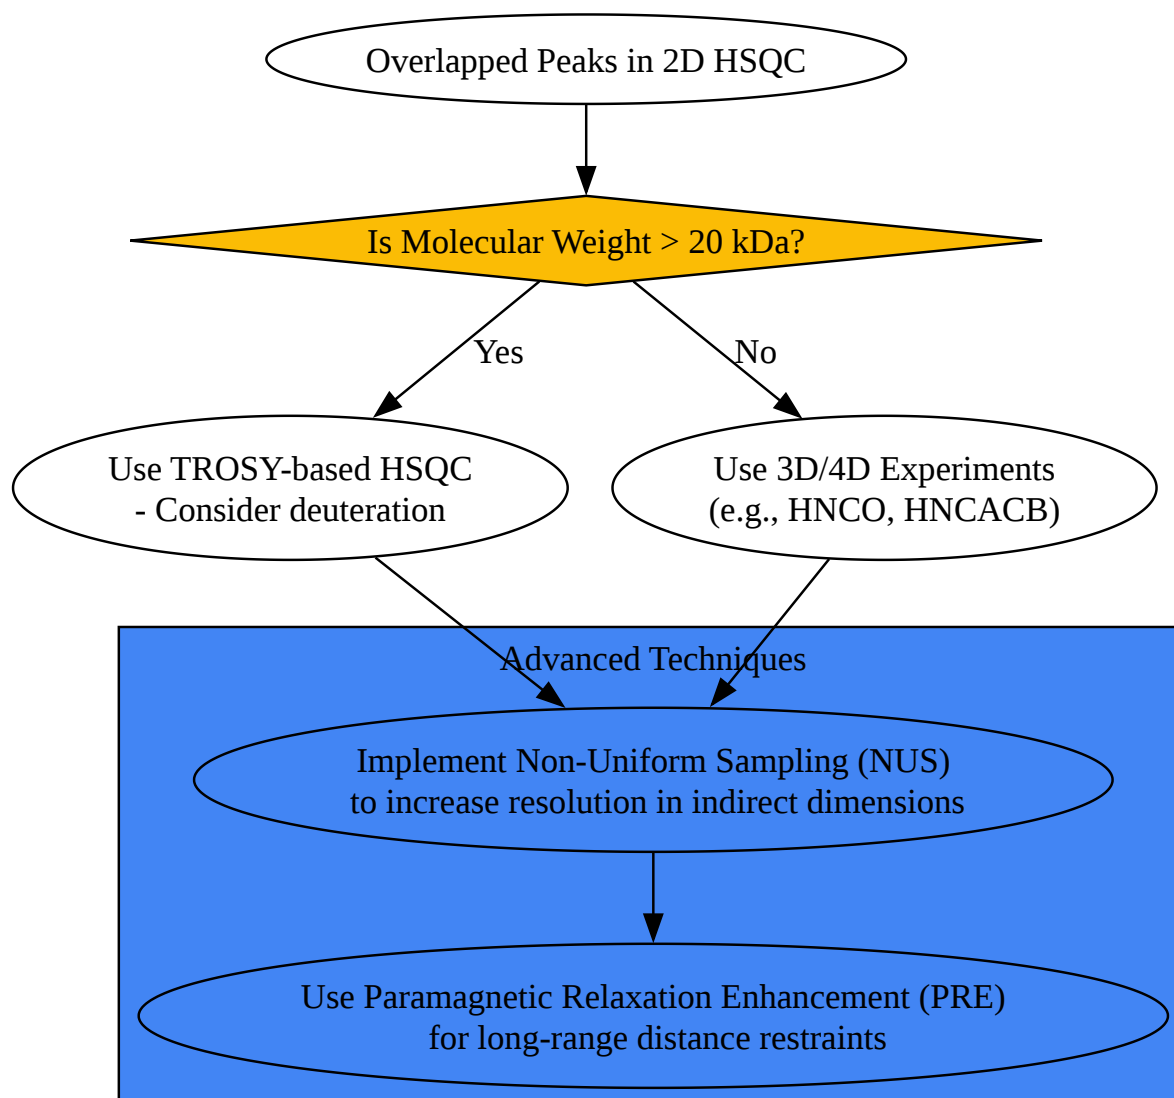 Overlapped Peaks in 2D HSQC
Is Molecular Weight > 20 kDa?
Yes
No
Use TROSY-based HSQC
- Consider deuteration
Use 3D/4D Experiments
(e.g., HNCO, HNCACB)
Advanced Techniques
Implement Non-Uniform Sampling (NUS)
to increase resolution in indirect dimensions
Use Paramagnetic Relaxation Enhancement (PRE)
for long-range distance restraints